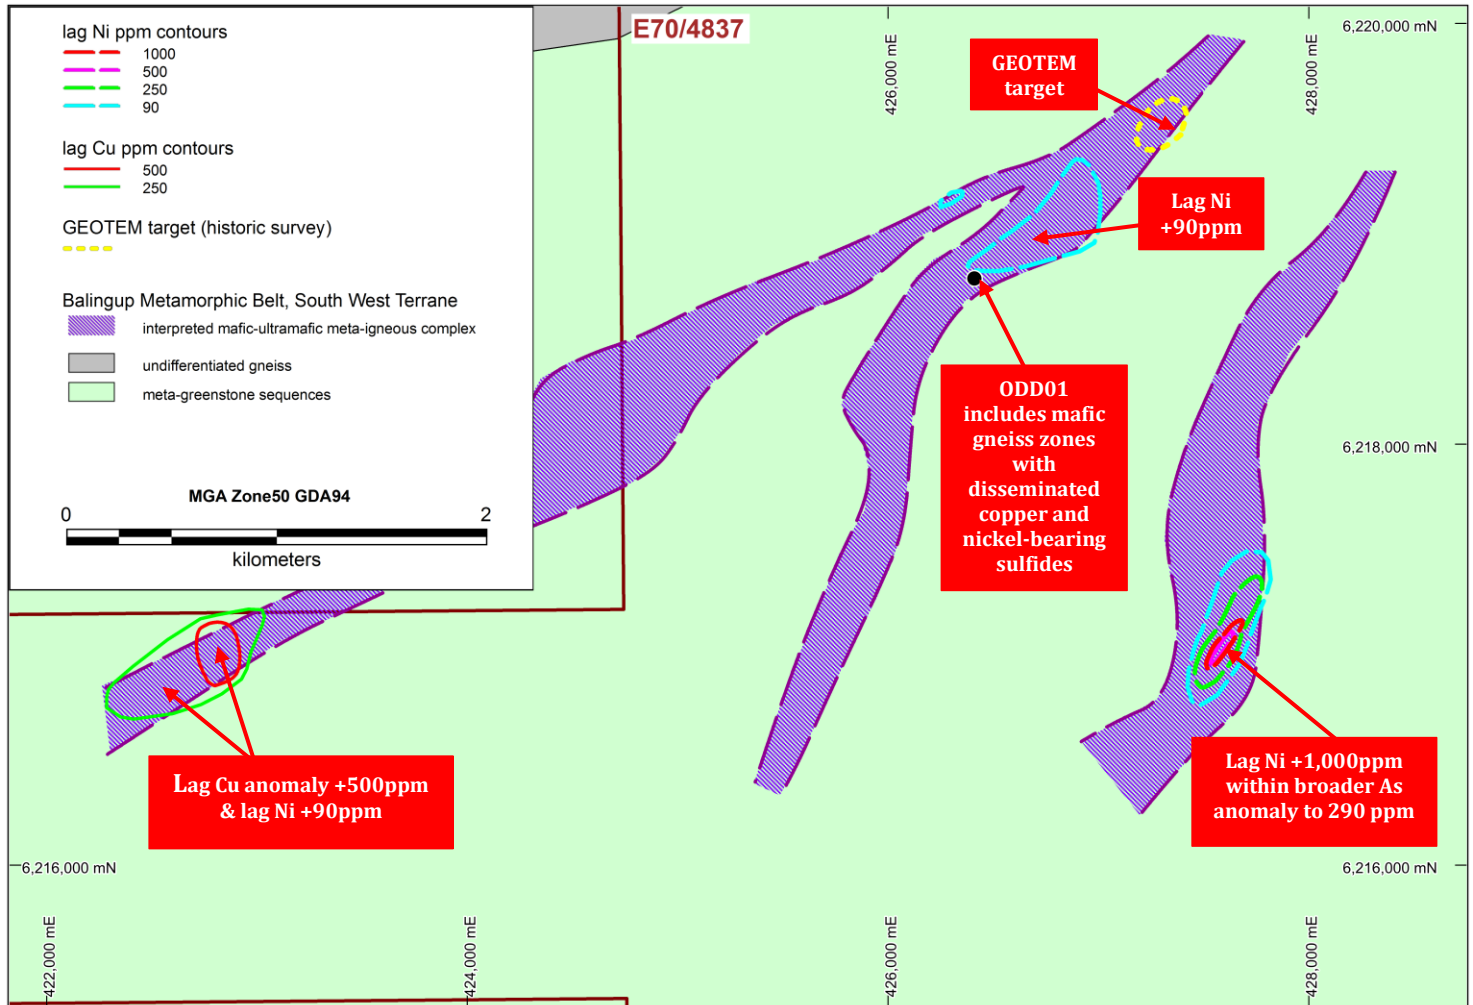 lag Ni ppm contours
1000
500
250
90
lag Cu ppm contours
500
250
GEOTEM target (historic survey)
Balingup Metamorphic Belt, South West Terrane
interpreted mafic-ultramafic meta-igneous complex
undifferentiated gneiss
meta-greenstone sequences
MGA Zone50 GDA94
0 2
kilometers
E70/4837
426,000 mE
428,000 mE
6,220,000 mN
GEOTEM
target
Lag Ni
+90ppm
ODD01
includes mafic
gneiss zones
with
disseminated
copper and
nickel-bearing
sulfides
6,218,000 mN
Lag Cu anomaly +500ppm
& lag Ni +90ppm
Lag Ni +1,000ppm
within broader As
anomaly to 290 ppm
6,216,000 mN
6,216,000 mN
422,000 mE
424,000 mE
426,000 mE
428,000 mE